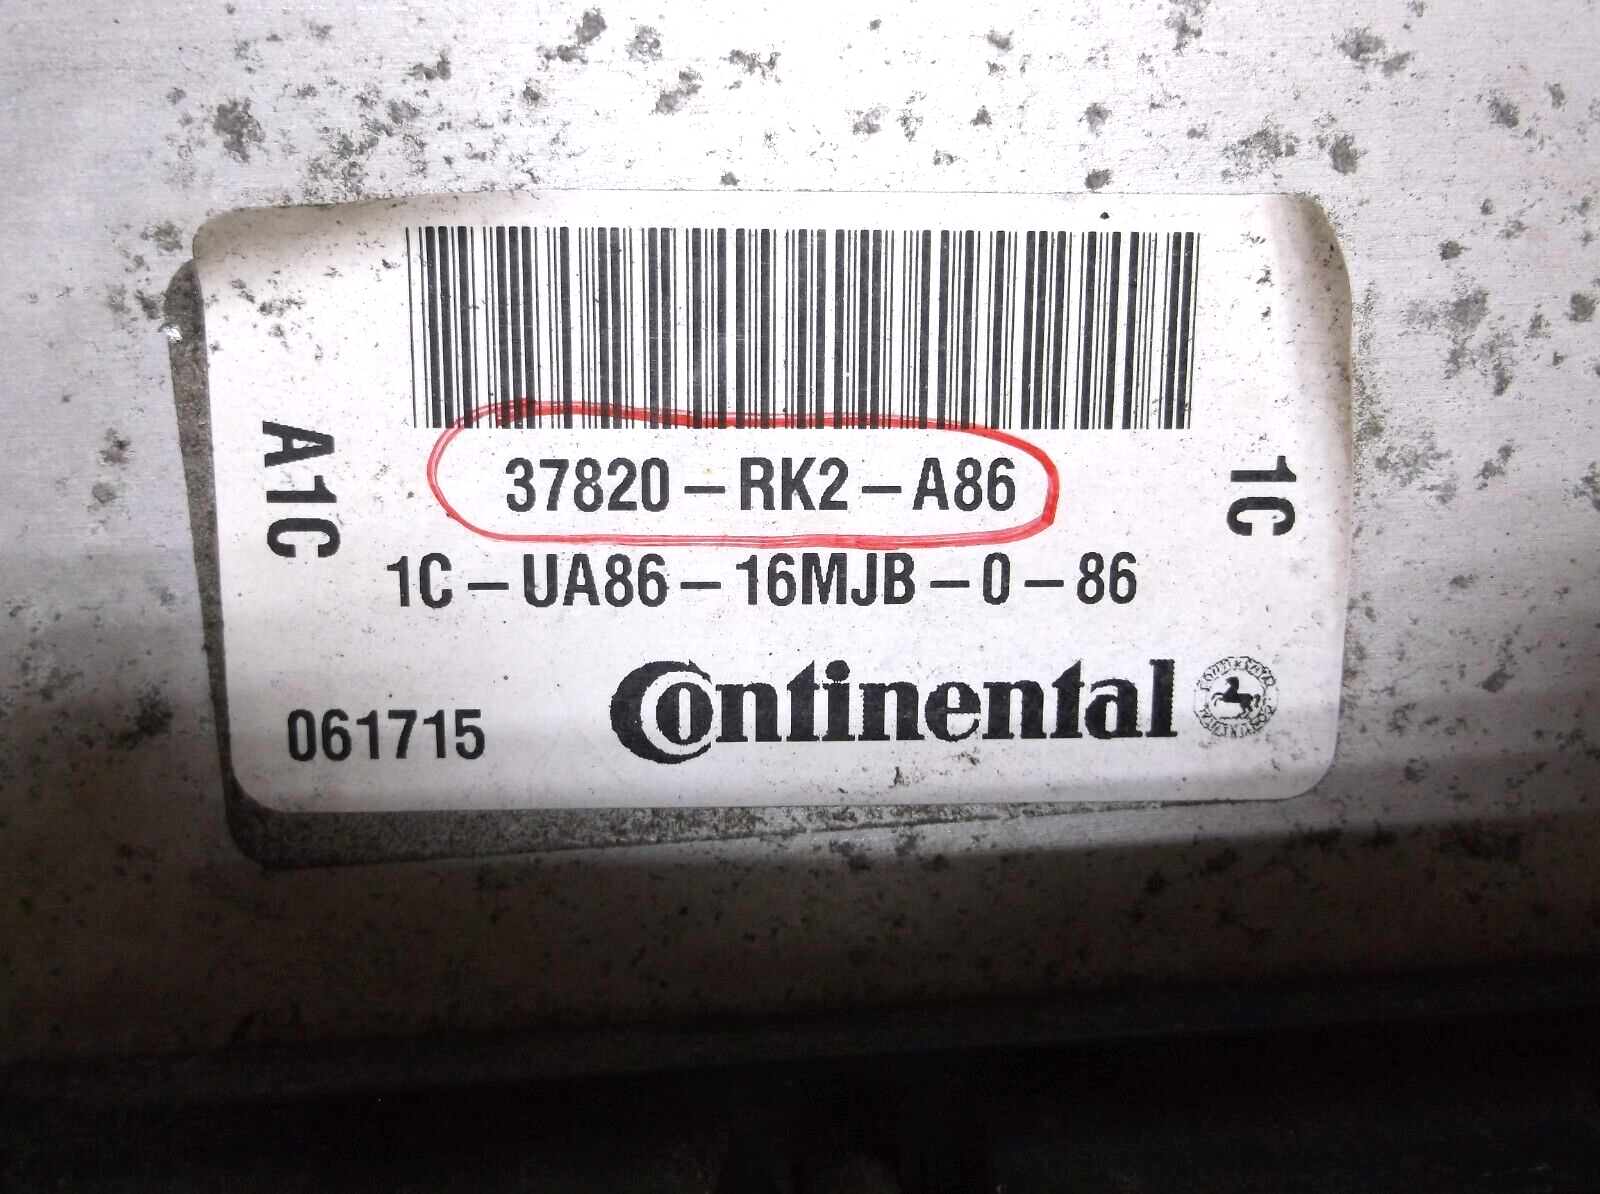 37820-RK2-A86
A1C
1C
1C-UA86-16MJB-0-86
061715
Continental